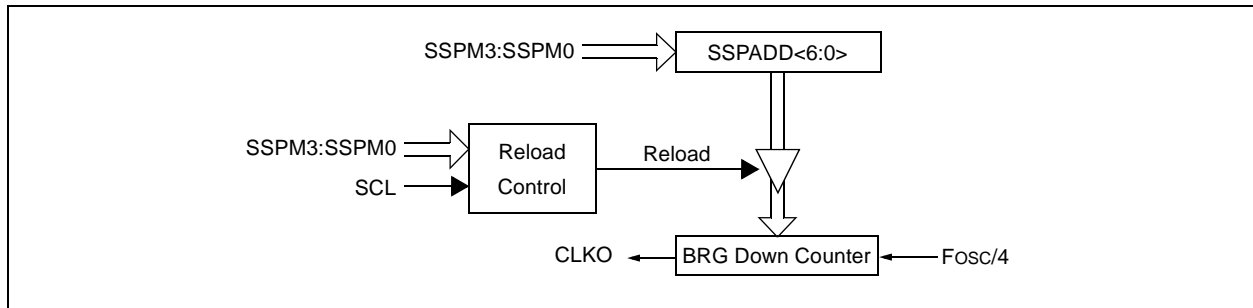 SSPM3:SSPM0
SSPADD<6:0>
SSPM3:SSPM0
SCL
Reload
Control
Reload
CLKO
BRG Down Counter
FOSC/4